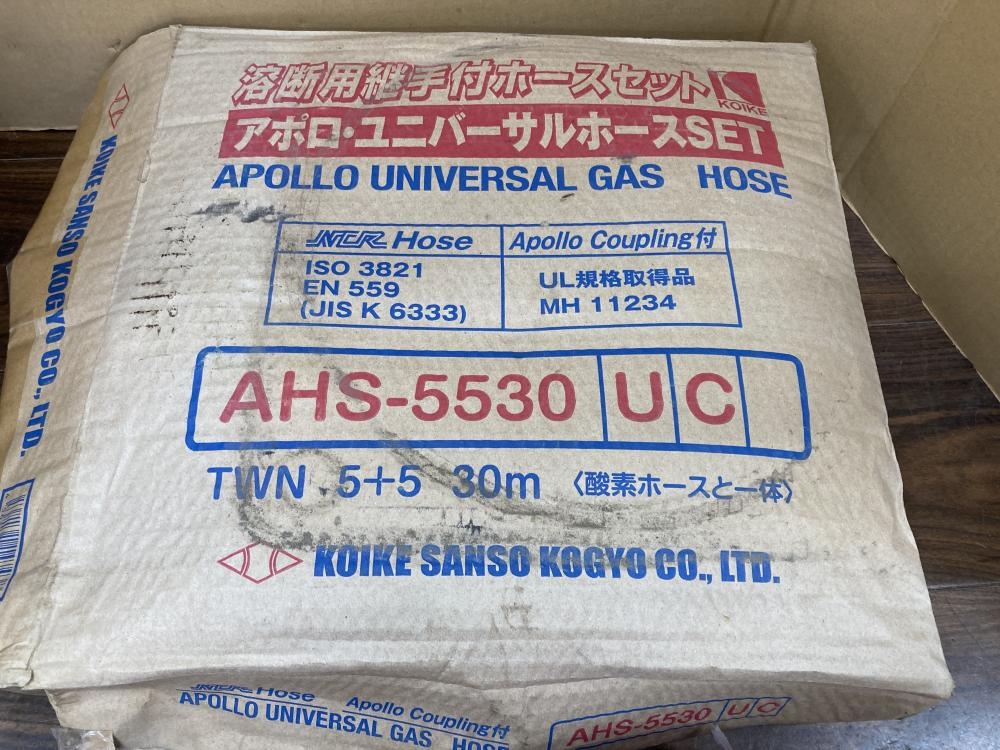 溶断用継手付ホースセット
KOIKE
アポロ・ユニバーサルホースSET
APOLLO UNIVERSAL GAS HOSE
NCR Hose
Apollo Coupling付
ISO 3821
EN 559
(JIS K 6333)
UL規格取得品
MH 11234
AHS-5530 U C
TWN 5+5 30m 〈酸素ホースと一体〉
KOIKE SANSO KOGYO CO., LTD.
KOIKE SANSO KOGYO CO., LTD.
NCR Hose Apollo Coupling付
APOLLO UNIVERSAL GAS HOSE
AHS-5530 U C